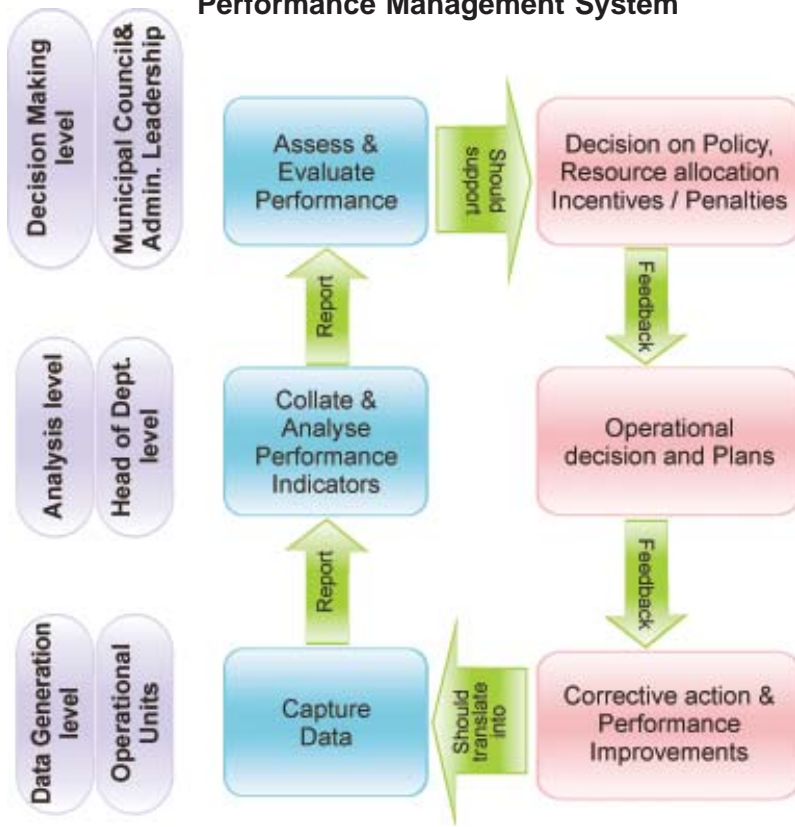 Performance Management System
Decision Making
level
Municipal Council&
Admin. Leadership
Assess &
Evaluate
Performance
Should
support
Decision on Policy,
Resource allocation
Incentives / Penalties
Report
Feedback
Analysis level
Head of Dept.
level
Collate &
Analyse
Performance
Indicators
Operational
decision and Plans
Report
Feedback
Data Generation
level
Operational
Units
Capture
Data
Should
translate
into
Corrective action &
Performance
Improvements